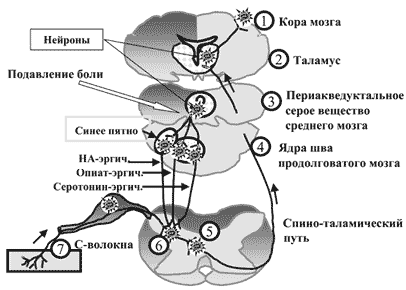 Нейроны
① Кора мозга
② Таламус
Подавление боли
③ Периакведуктальное
серое вещество
среднего мозга
Синее пятно
④ Ядра шва
продолговатого мозга
НА-эргич.
Опиат-эргич.
Серотонин-эргич.
Спино-таламический
путь
⑦ С-волокна
⑥
⑤